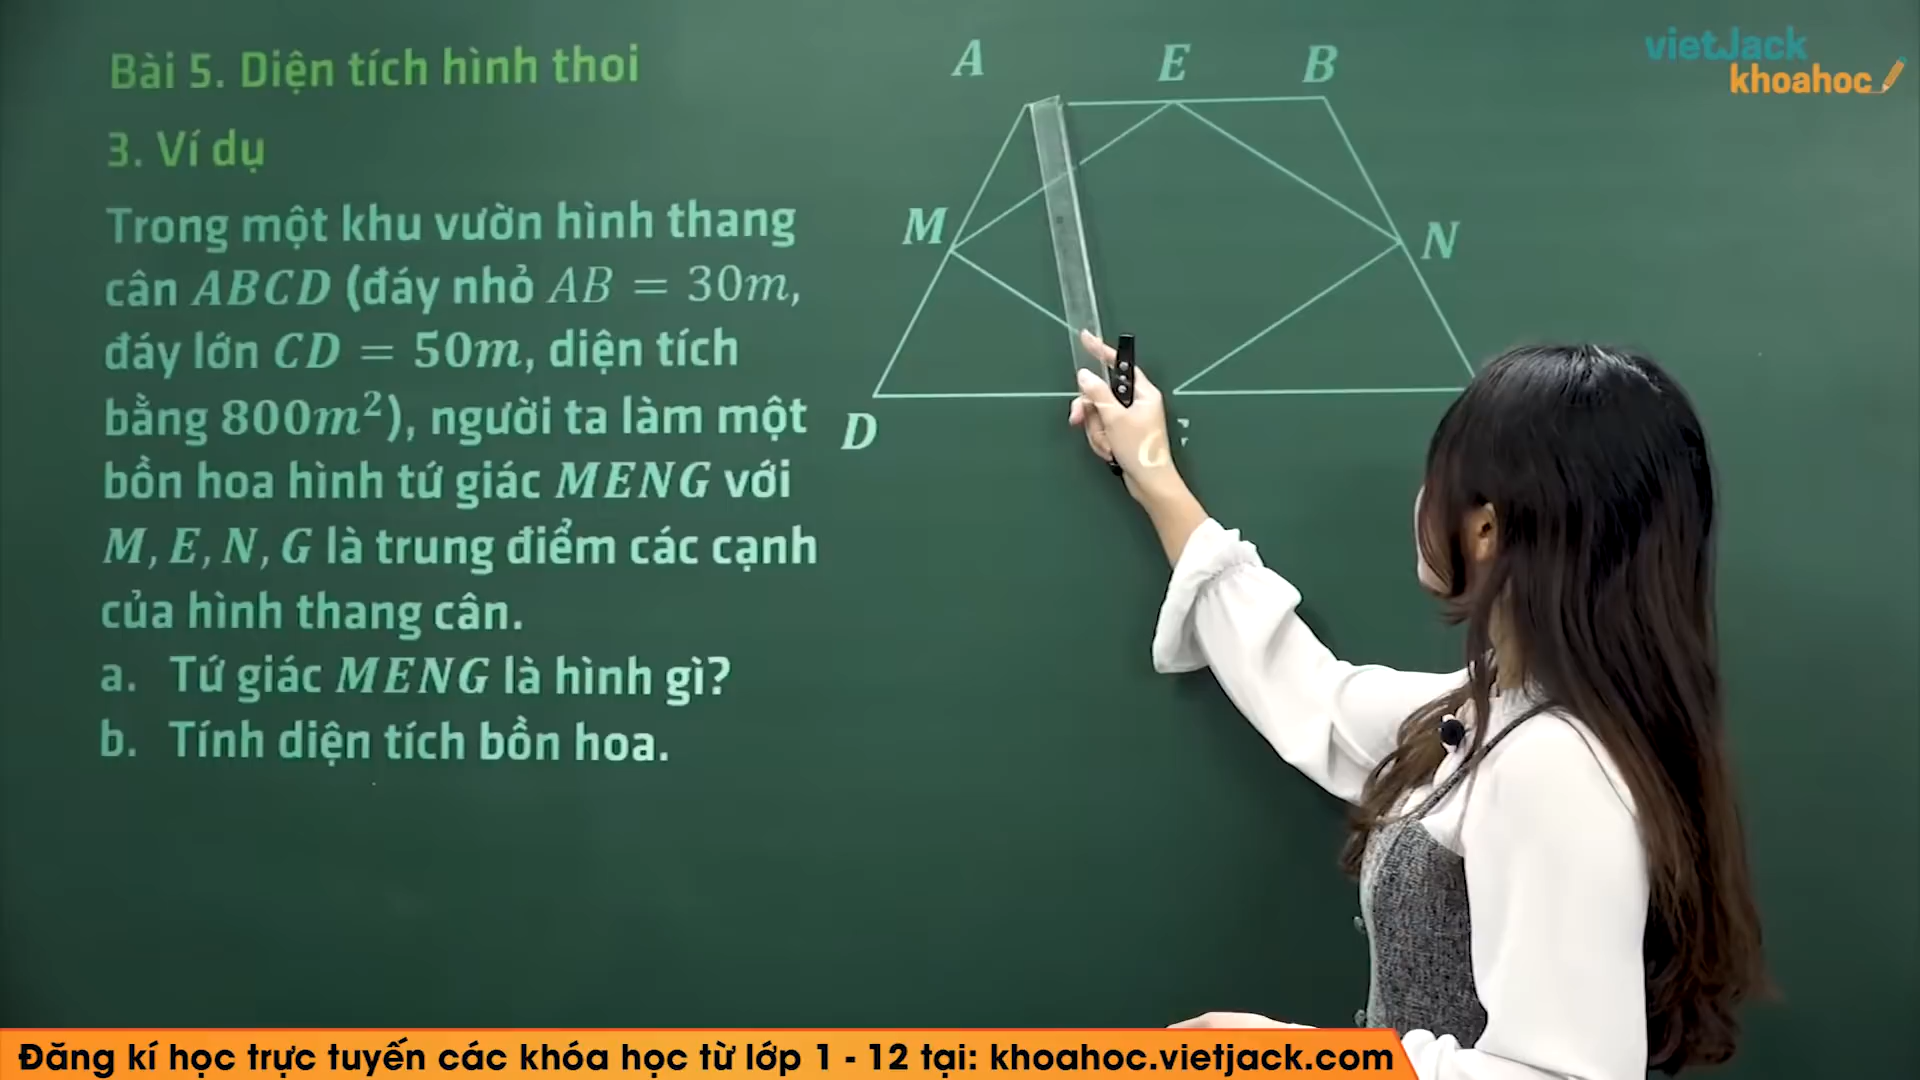 Bài 5. Diện tích hình thoi
3. Ví dụ
Trong một khu vườn hình thang
cân ABCD (đáy nhỏ AB = 30m,
đáy lớn CD = 50m, diện tích
bằng 800m²), người ta làm một
bồn hoa hình tứ giác MENG với
M, E, N, G là trung điểm các cạnh
của hình thang cân.
a. Tứ giác MENG là hình gì?
b. Tính diện tích bồn hoa.
A E B
M N
D
vietJack
khoahoc
Đăng kí học trực tuyến các khóa học từ lớp 1 - 12 tại: khoahoc.vietjack.com